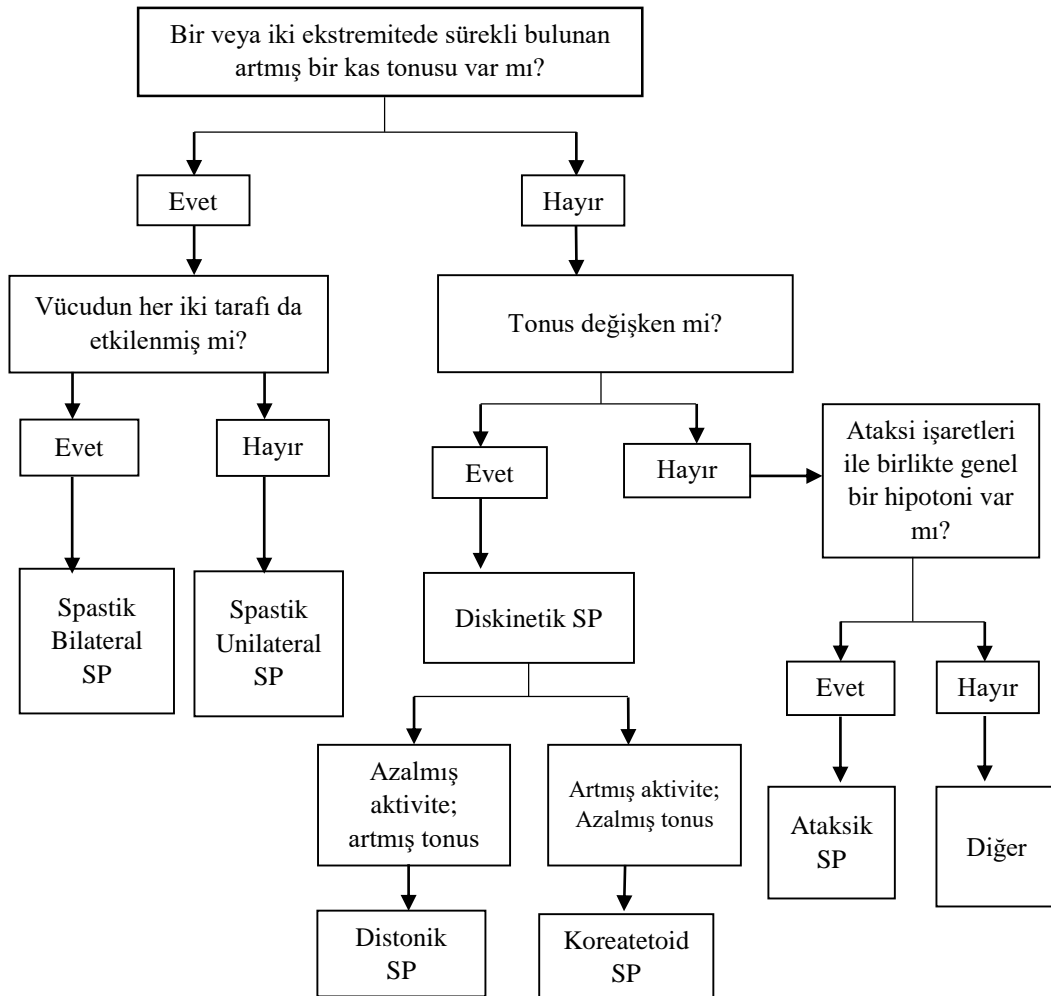 Bir veya iki ekstremitede sürekli bulunan
artmış bir kas tonusu var mı?
Evet
Hayır
Vücudun her iki tarafı da
etkilenmiş mi?
Tonus değişken mi?
Evet
Hayır
Evet
Hayır
Ataksi işaretleri
ile birlikte genel
bir hipotoni var
mı?
Spastik
Bilateral
SP
Spastik
Unilateral
SP
Diskinetik SP
Evet
Hayır
Azalmış
aktivite;
artmış tonus
Artmış aktivite;
Azalmış tonus
Ataksik
SP
Diğer
Distonik
SP
Koreatetoid
SP